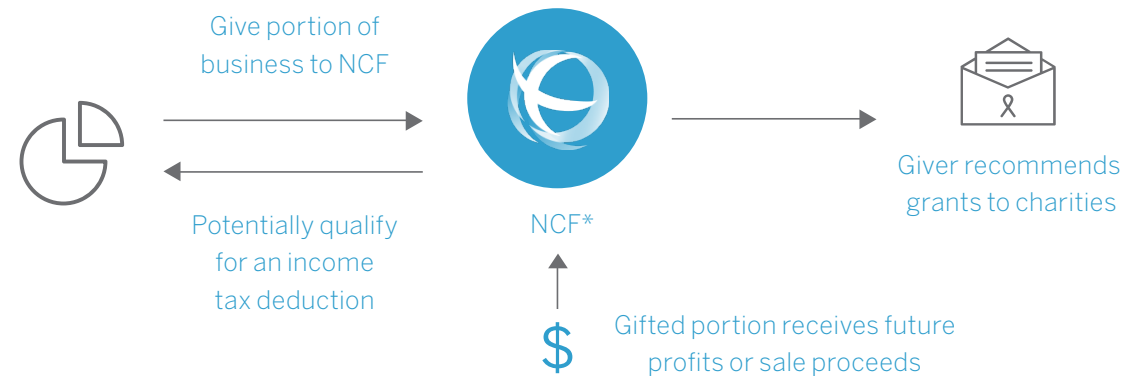 Give portion of
business to NCF
Potentially qualify
for an income
tax deduction
NCF*
$
Gifted portion receives future
profits or sale proceeds
Giver recommends
grants to charities